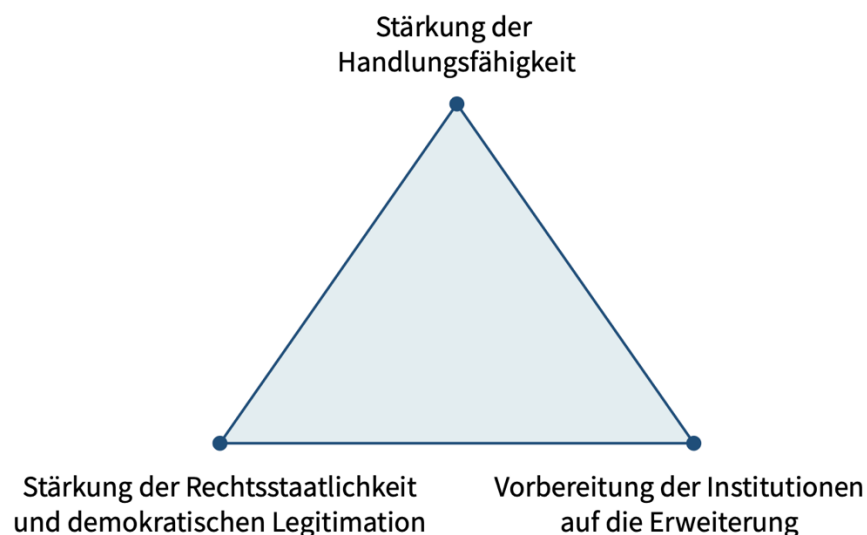 Stärkung der
Handlungsfähigkeit
Stärkung der Rechtsstaatlichkeit
und demokratischen Legitimation
Vorbereitung der Institutionen
auf die Erweiterung